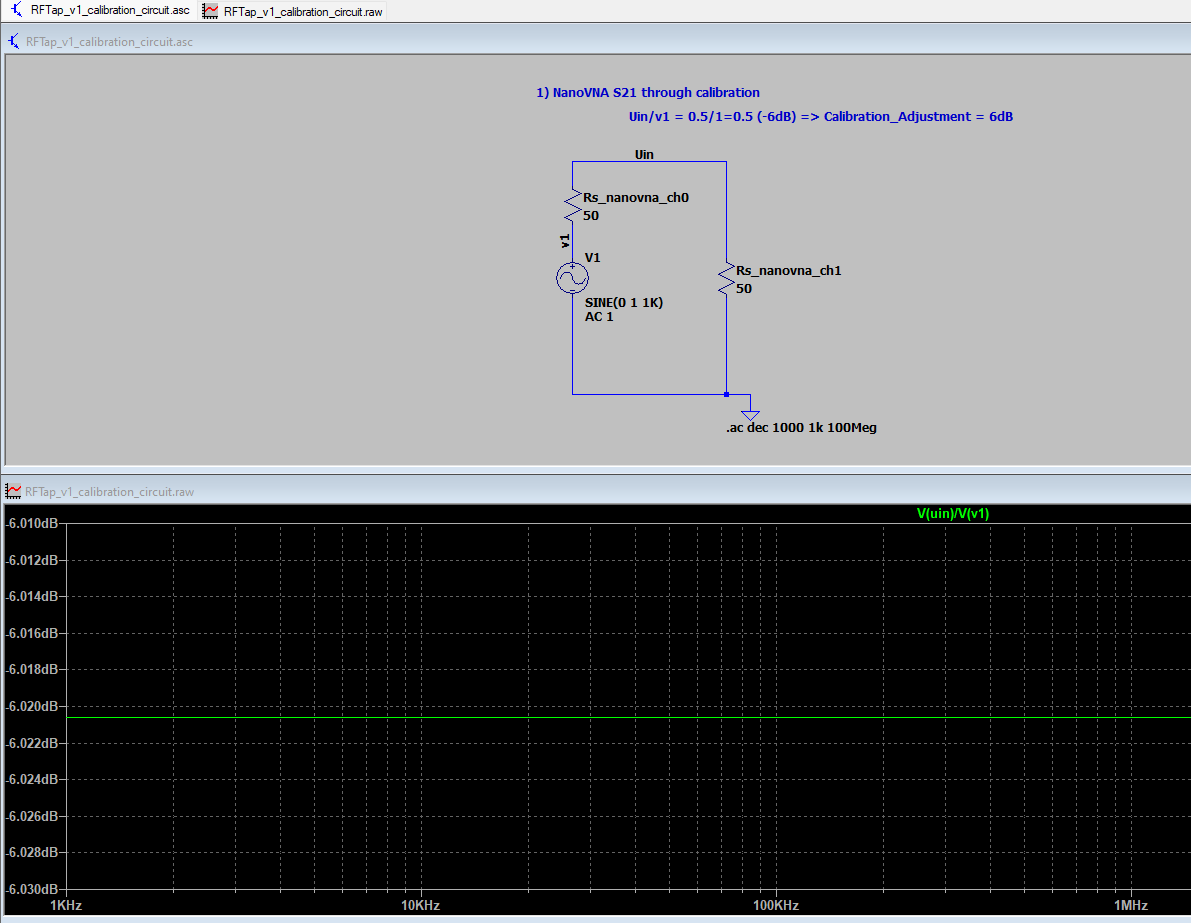 RFTap_v1_calibration_circuit.asc RFTap_v1_calibration_circuit.raw
RFTap_v1_calibration_circuit.asc
1) NanoVNA S21 through calibration
Uin/v1 = 0.5/1=0.5 (-6dB) => Calibration_Adjustment = 6dB
Uin
Rs_nanovna_ch0
50
v1
V1
SINE(0 1 1K)
AC 1
Rs_nanovna_ch1
50
.ac dec 1000 1k 100Meg
RFTap_v1_calibration_circuit.raw
V(uin)/V(v1)
-6.010dB
-6.012dB
-6.014dB
-6.016dB
-6.018dB
-6.020dB
-6.022dB
-6.024dB
-6.026dB
-6.028dB
-6.030dB
1KHz 10KHz 100KHz 1MHz